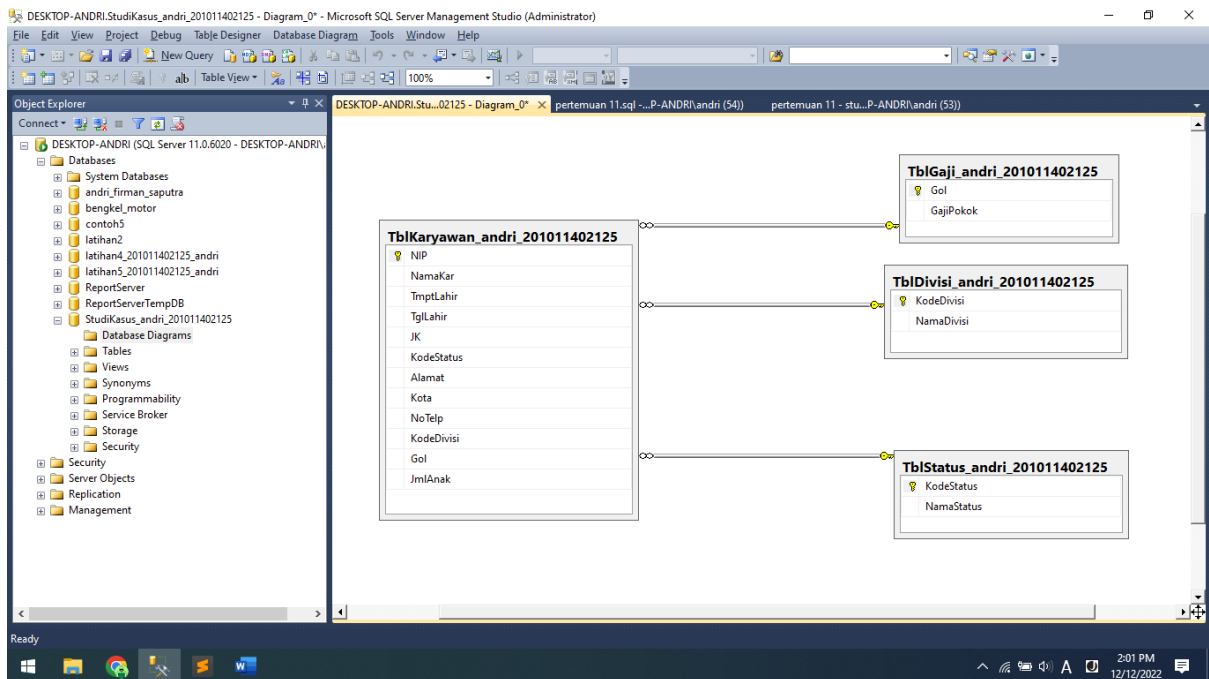 DESKTOP-ANDRI.StudiKasus_andri_201011402125 - Diagram_0* - Microsoft SQL Server Management Studio (Administrator)
File Edit View Project Debug Table Designer Database Diagram Tools Window Help
New Query
Table View 100%
Object Explorer
DESKTOP-ANDRI.Stu...02125 - Diagram_0* pertemuan 11.sql -...P-ANDRI\andri (54)) pertemuan 11 - stu...P-ANDRI\andri (53))
Connect
DESKTOP-ANDRI (SQL Server 11.0.6020 - DESKTOP-ANDRI\
Databases
System Databases
andri_firman_saputra
bengkel_motor
contoh5
latihan2
latihan4_201011402125_andri
latihan5_201011402125_andri
ReportServer
ReportServerTempDB
StudiKasus_andri_201011402125
Database Diagrams
Tables
Views
Synonyms
Programmability
Service Broker
Storage
Security
Security
Server Objects
Replication
Management
TblKaryawan_andri_201011402125
NIP
NamaKar
TmptLahir
TglLahir
JK
KodeStatus
Alamat
Kota
NoTelp
KodeDivisi
Gol
JmlAnak
TblGaji_andri_201011402125
Gol
GajiPokok
TblDivisi_andri_201011402125
KodeDivisi
NamaDivisi
TblStatus_andri_201011402125
KodeStatus
NamaStatus
Ready
2:01 PM
12/12/2022